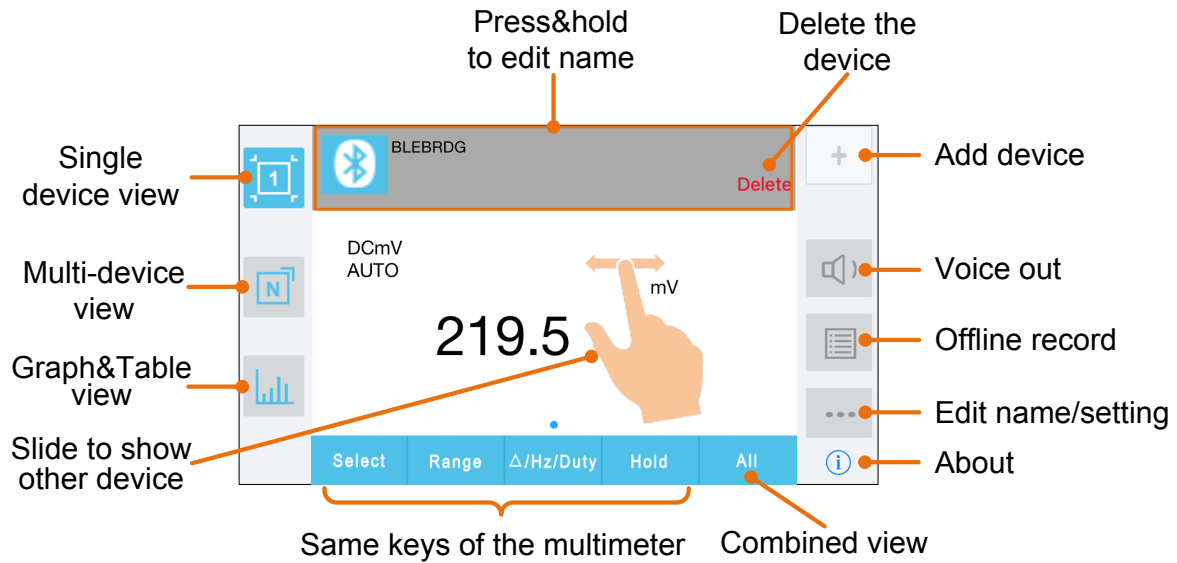 Press&hold
to edit name
Delete the
device
Single
device view
Multi-device
view
Graph&Table
view
Slide to show
other device
1
N
BLEBRDG
Delete
DCmV
AUTO
mV
219.5
Select Range △/Hz/Duty Hold All
+
i
Add device
Voice out
Offline record
Edit name/setting
About
Same keys of the multimeter
Combined view